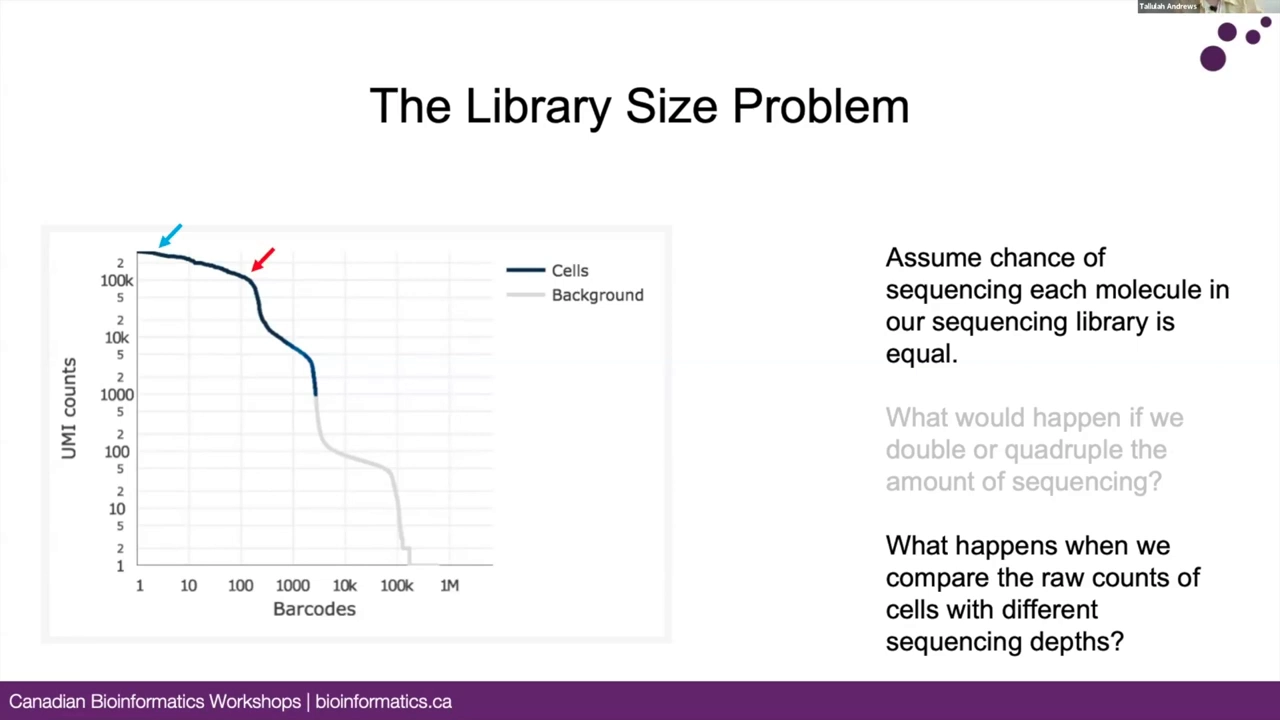 Tallulah Andrews
The Library Size Problem
2
100k
5
2
10k
5
2
1000
5
2
100
5
2
10
5
2
1
UMI counts
1 10 100 1000 10k 100k 1M
Barcodes
Cells
Background
Assume chance of
sequencing each molecule in
our sequencing library is
equal.
What would happen if we
double or quadruple the
amount of sequencing?
What happens when we
compare the raw counts of
cells with different
sequencing depths?
Canadian Bioinformatics Workshops | bioinformatics.ca